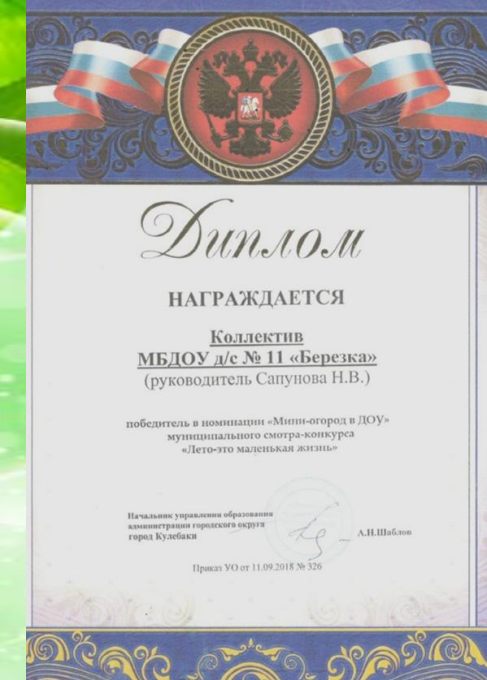 Диплом
НАГРАЖДАЕТСЯ
Коллектив
МБДОУ д/с № 11 «Березка»
(руководитель Сапунова Н.В.)
победитель в номинации «Мини-огород в ДОУ»
муниципального смотра-конкурса
«Лето-это маленькая жизнь»
Начальник управления образования
администрации городского округа
город Кулебаки
А.И.Шаблов
Приказ УО от 11.09.2018 № 326